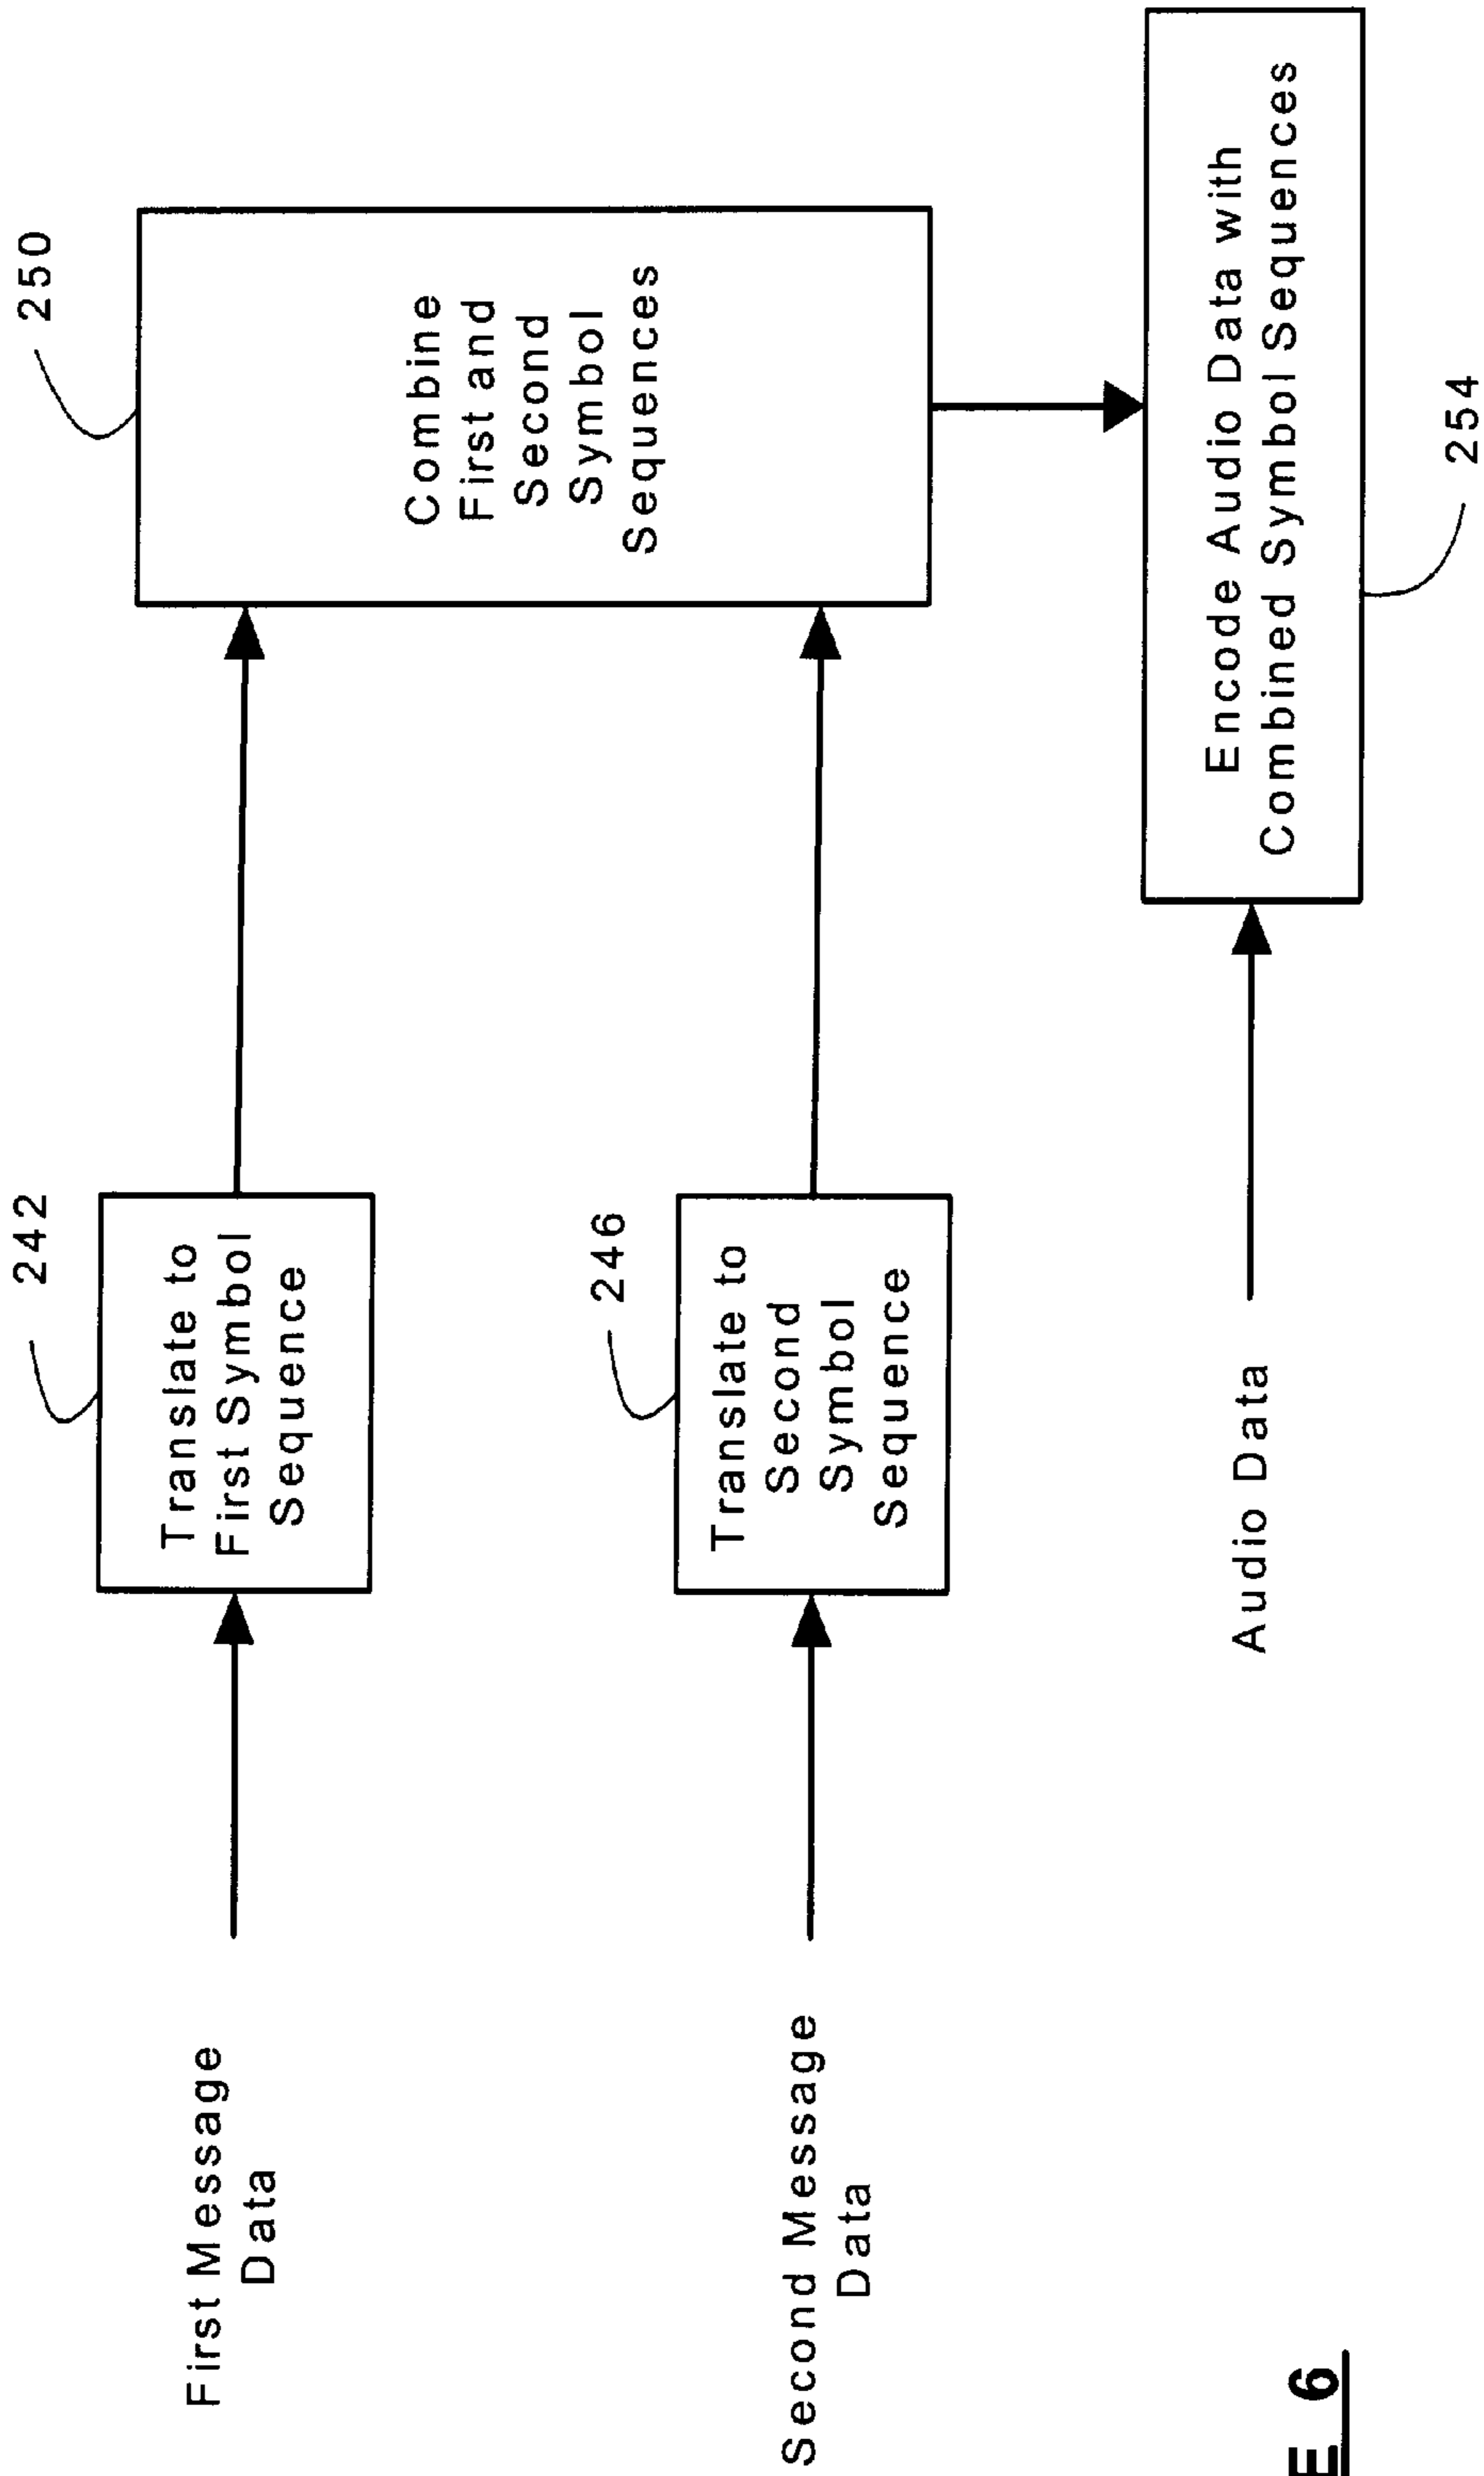 First Message
Data
242
Translate to
First Symbol
Sequence
250
Combine
First and
Second
Symbol
Sequences
Second Message
Data
246
Translate to
Second
Symbol
Sequence
Audio Data
Encode Audio Data with
Combined Symbol Sequences
254
E 6